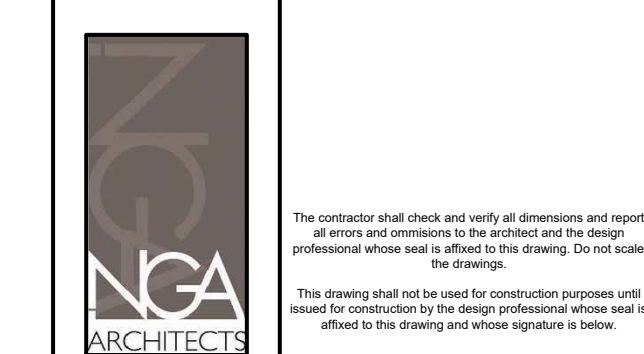 NGA
NGA
ARCHITECTS
The contractor shall check and verify all dimensions and report
all errors and ommisions to the architect and the design
professional whose seal is affixed to this drawing. Do not scale
the drawings.
This drawing shall not be used for construction purposes until
issued for construction by the design professional whose seal is
affixed to this drawing and whose signature is below.